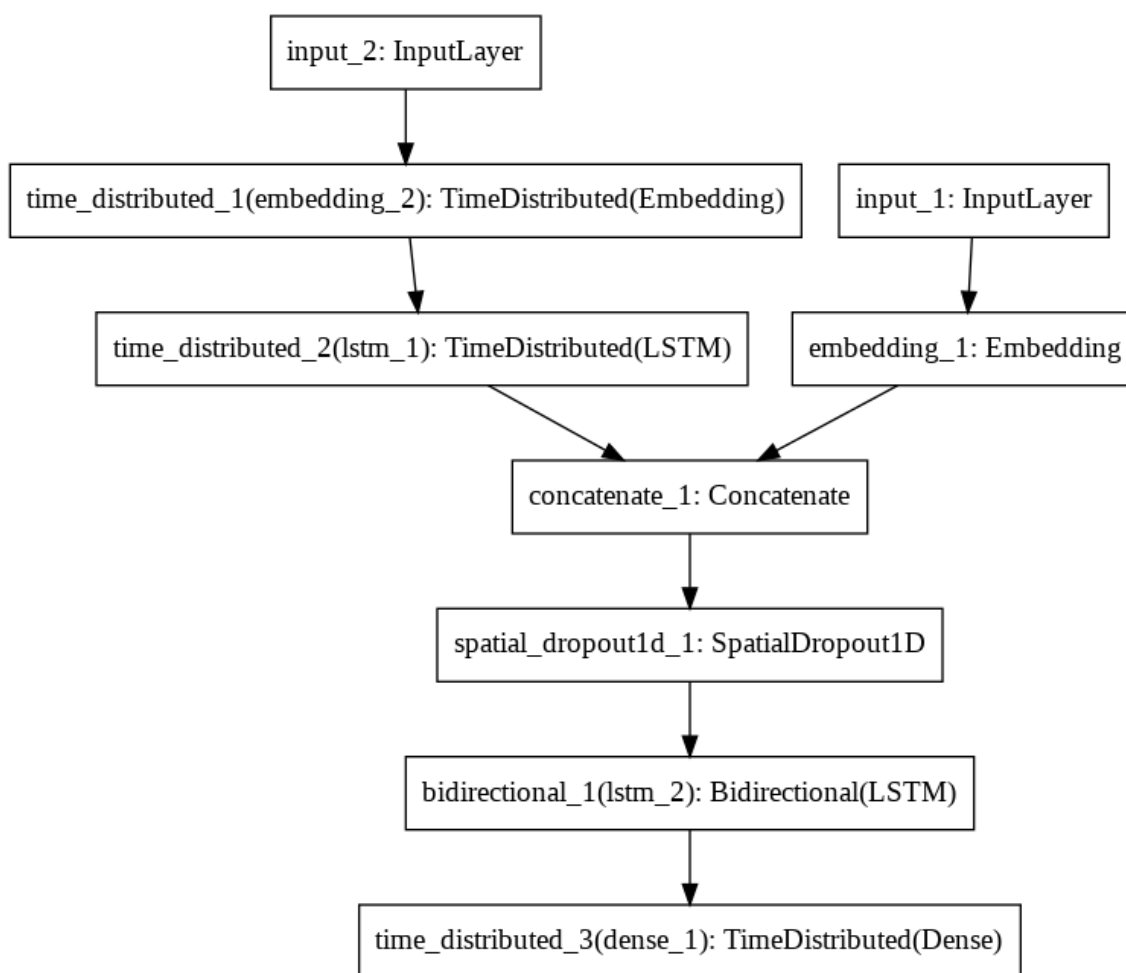 input_2: InputLayer
time_distributed_1(embedding_2): TimeDistributed(Embedding)
input_1: InputLayer
time_distributed_2(lstm_1): TimeDistributed(LSTM)
embedding_1: Embedding
concatenate_1: Concatenate
spatial_dropout1d_1: SpatialDropout1D
bidirectional_1(lstm_2): Bidirectional(LSTM)
time_distributed_3(dense_1): TimeDistributed(Dense)